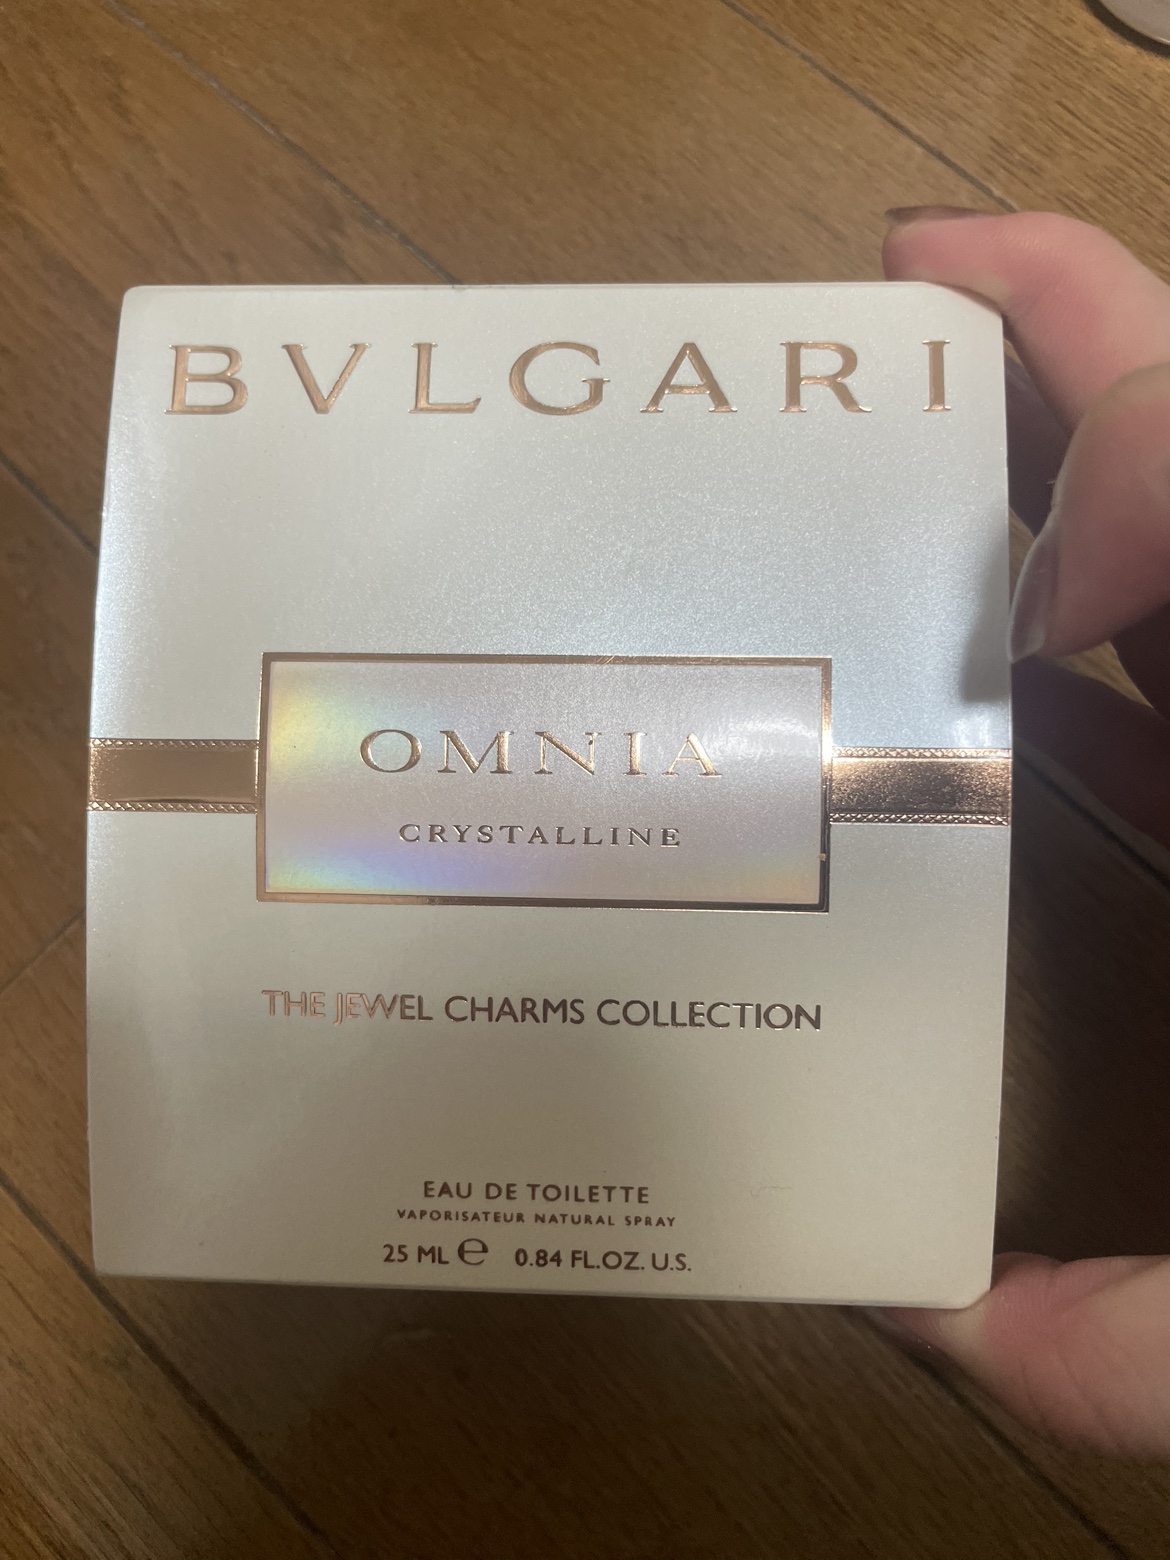 BVLGARI
OMNIA
CRYSTALLINE
THE JEWEL CHARMS COLLECTION
EAU DE TOILETTE
VAPORISATEUR NATURAL SPRAY
25 ML ℮ 0.84 FL.OZ. U.S.